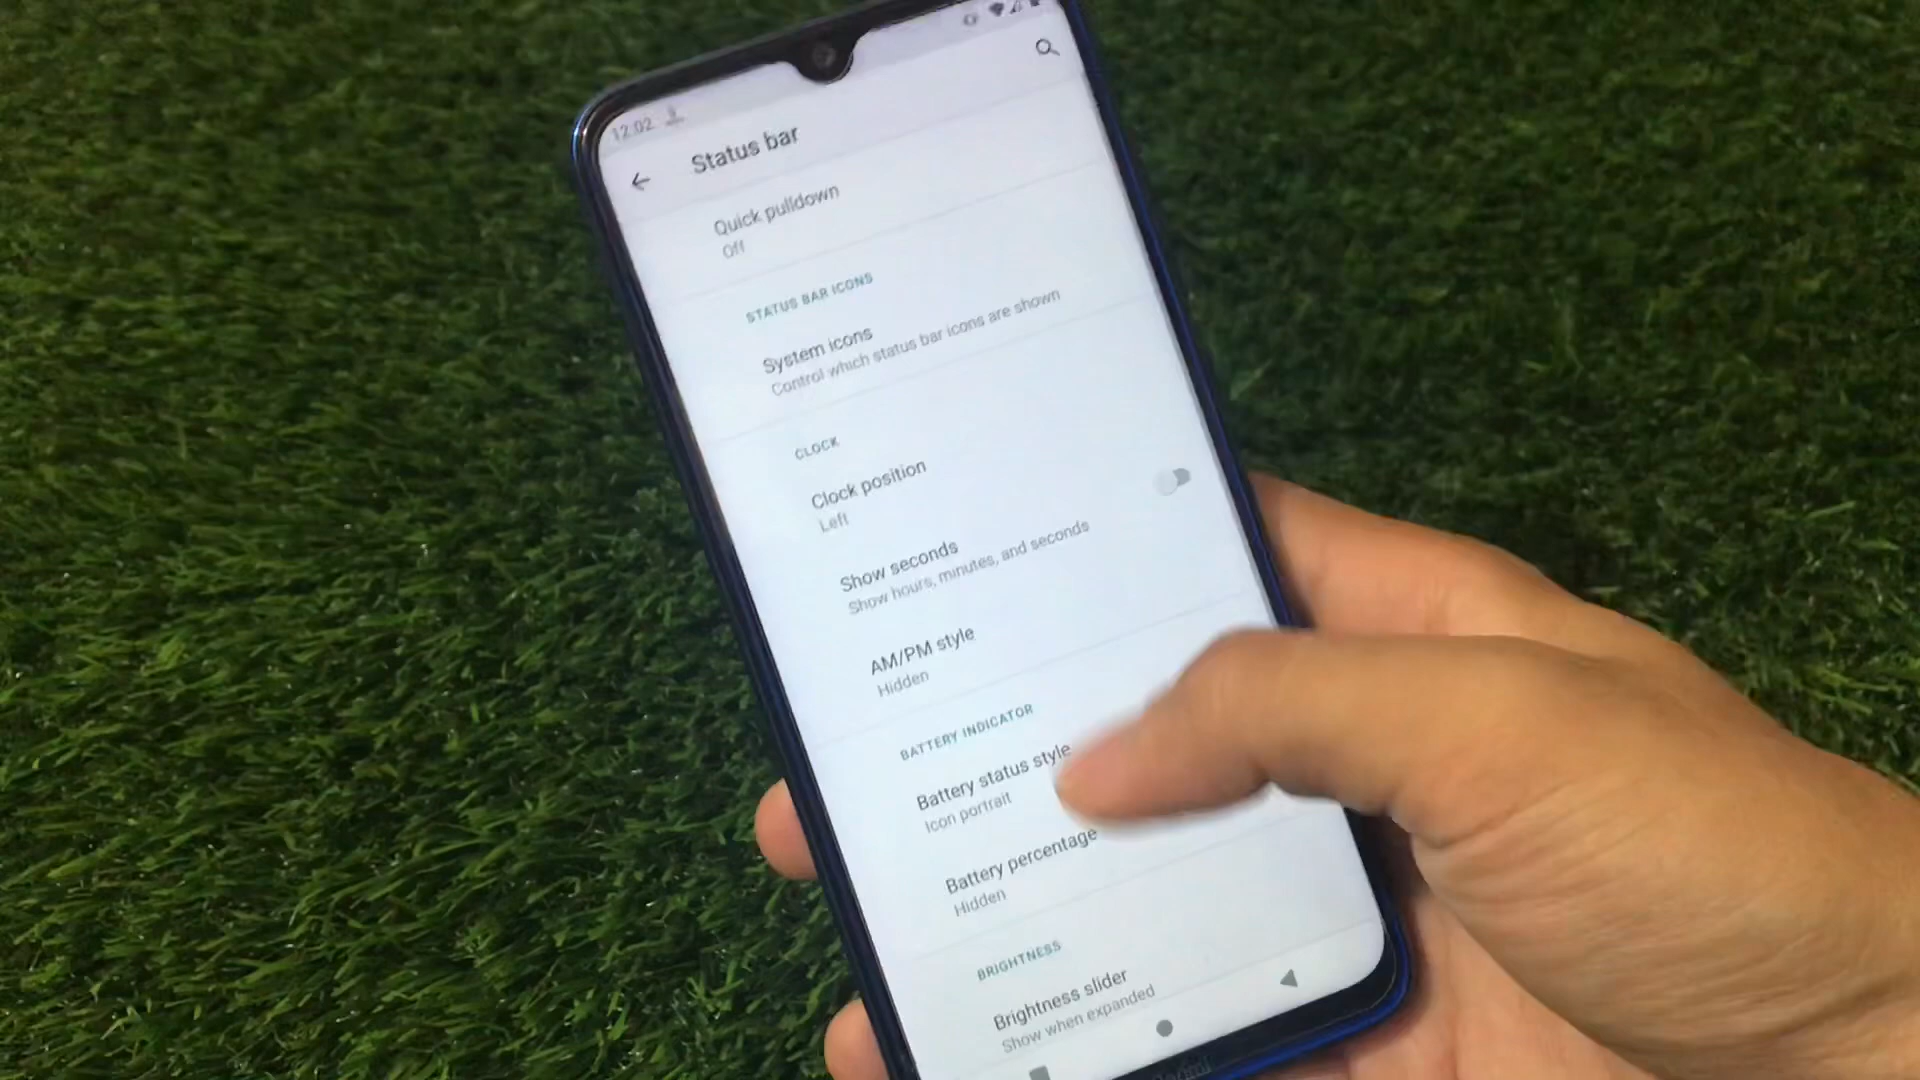 12:02
Status bar
Quick pulldown
Off
STATUS BAR ICONS
System icons
Control which status bar icons are shown
CLOCK
Clock position
Left
Show seconds
Show hours, minutes, and seconds
AM/PM style
Hidden
BATTERY INDICATOR
Battery status style
Icon portrait
Battery percentage
Hidden
BRIGHTNESS
Brightness slider
Show when expanded